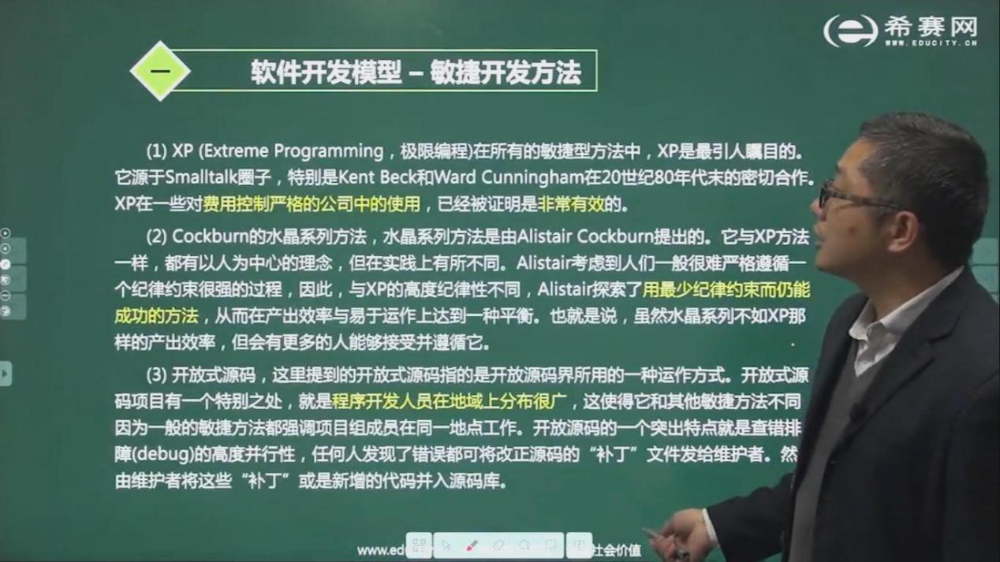 希赛网
WWW.EDUCITY.CN
一
软件开发模型 – 敏捷开发方法
(1) XP (Extreme Programming，极限编程)在所有的敏捷型方法中，XP是最引人瞩目的。
它源于Smalltalk圈子，特别是Kent Beck和Ward Cunningham在20世纪80年代末的密切合作。
XP在一些对费用控制严格的公司中的使用，已经被证明是非常有效的。
(2) Cockburn的水晶系列方法，水晶系列方法是由Alistair Cockburn提出的。它与XP方法
一样，都有以人为中心的理念，但在实践上有所不同。Alistair考虑到人们一般很难严格遵循一
个纪律约束很强的过程，因此，与XP的高度纪律性不同，Alistair探索了用最少纪律约束而仍能
成功的方法，从而在产出效率与易于运作上达到一种平衡。也就是说，虽然水晶系列不如XP那
样的产出效率，但会有更多的人能够接受并遵循它。
(3) 开放式源码，这里提到的开放式源码指的是开放源码界所用的一种运作方式。开放式源
码项目有一个特别之处，就是程序开发人员在地域上分布很广，这使得它和其他敏捷方法不同
因为一般的敏捷方法都强调项目组成员在同一地点工作。开放源码的一个突出特点就是查错排
障(debug)的高度并行性，任何人发现了错误都可将改正源码的“补丁”文件发给维护者。然
由维护者将这些“补丁”或是新增的代码并入源码库。
www.edu
社会价值